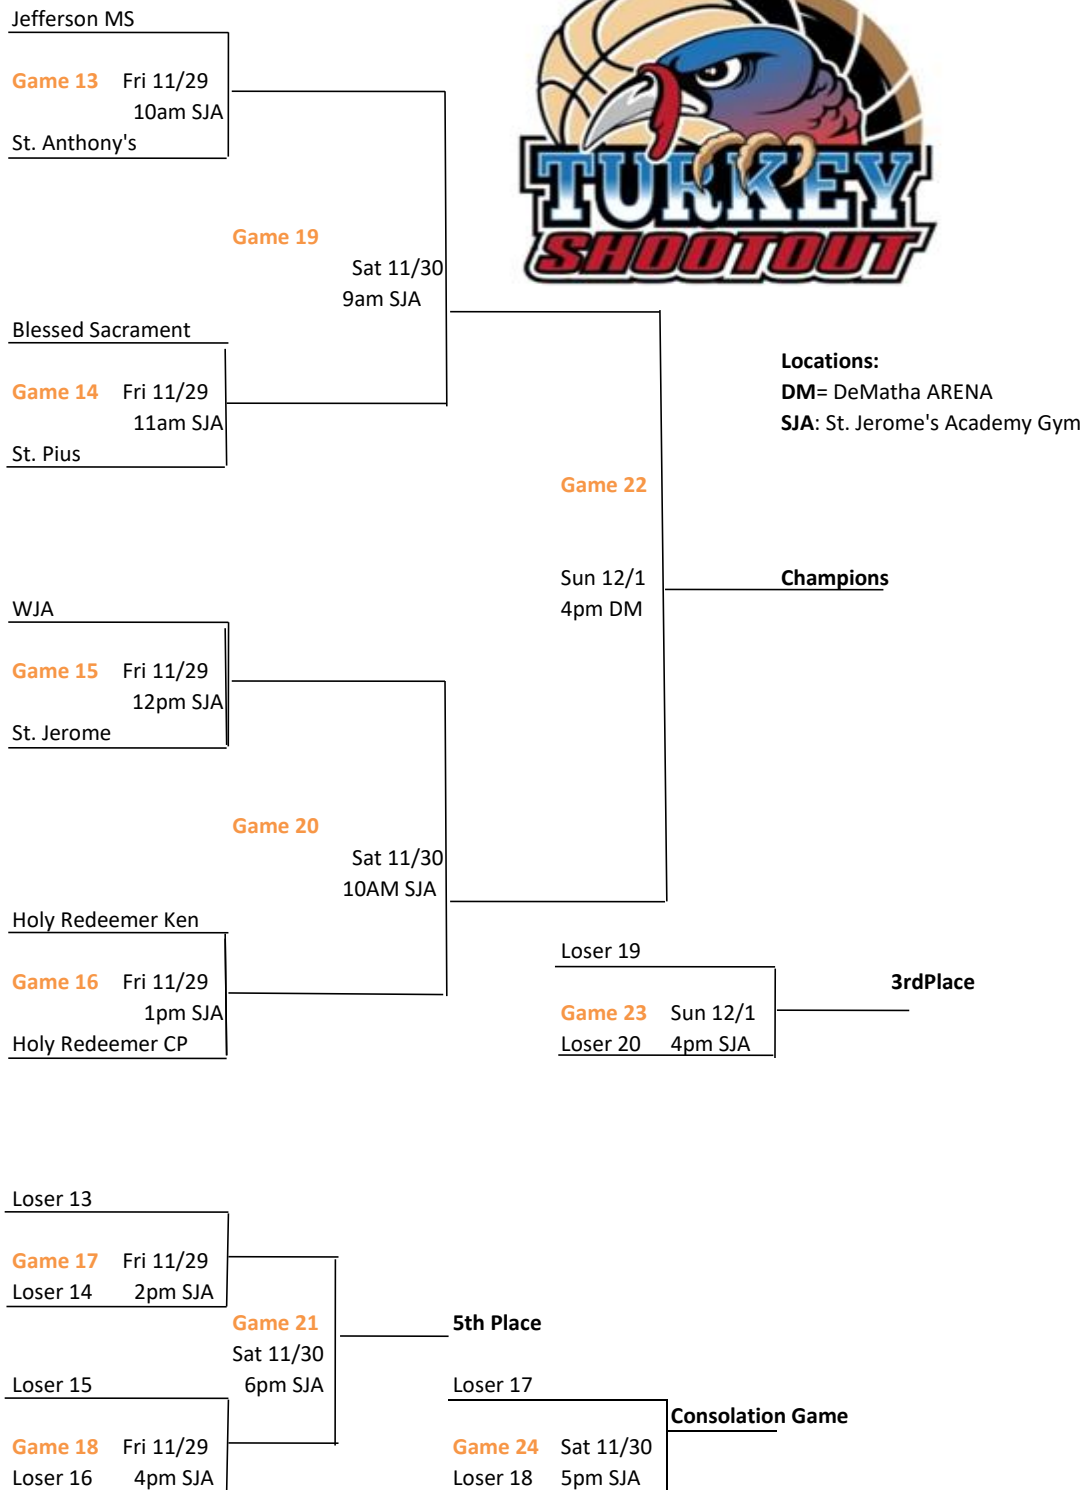 Jefferson MS
Game 13 Fri 11/29
10am SJA
St. Anthony's
TURKEY
SHOOTOUT
Game 19
Sat 11/30
9am SJA
Blessed Sacrament
Game 14 Fri 11/29
11am SJA
St. Pius
Locations:
DM= DeMatha ARENA
SJA: St. Jerome's Academy Gym
Game 22
Sun 12/1
4pm DM
Champions
WJA
Game 15 Fri 11/29
12pm SJA
St. Jerome
Game 20
Sat 11/30
10AM SJA
Holy Redeemer Ken
Game 16 Fri 11/29
1pm SJA
Holy Redeemer CP
Loser 19
Game 23 Sun 12/1
Loser 20 4pm SJA
3rdPlace
Loser 13
Game 17 Fri 11/29
Loser 14 2pm SJA
Game 21
Sat 11/30
6pm SJA
5th Place
Loser 15
Game 18 Fri 11/29
Loser 16 4pm SJA
Loser 17
Consolation Game
Game 24 Sat 11/30
Loser 18 5pm SJA